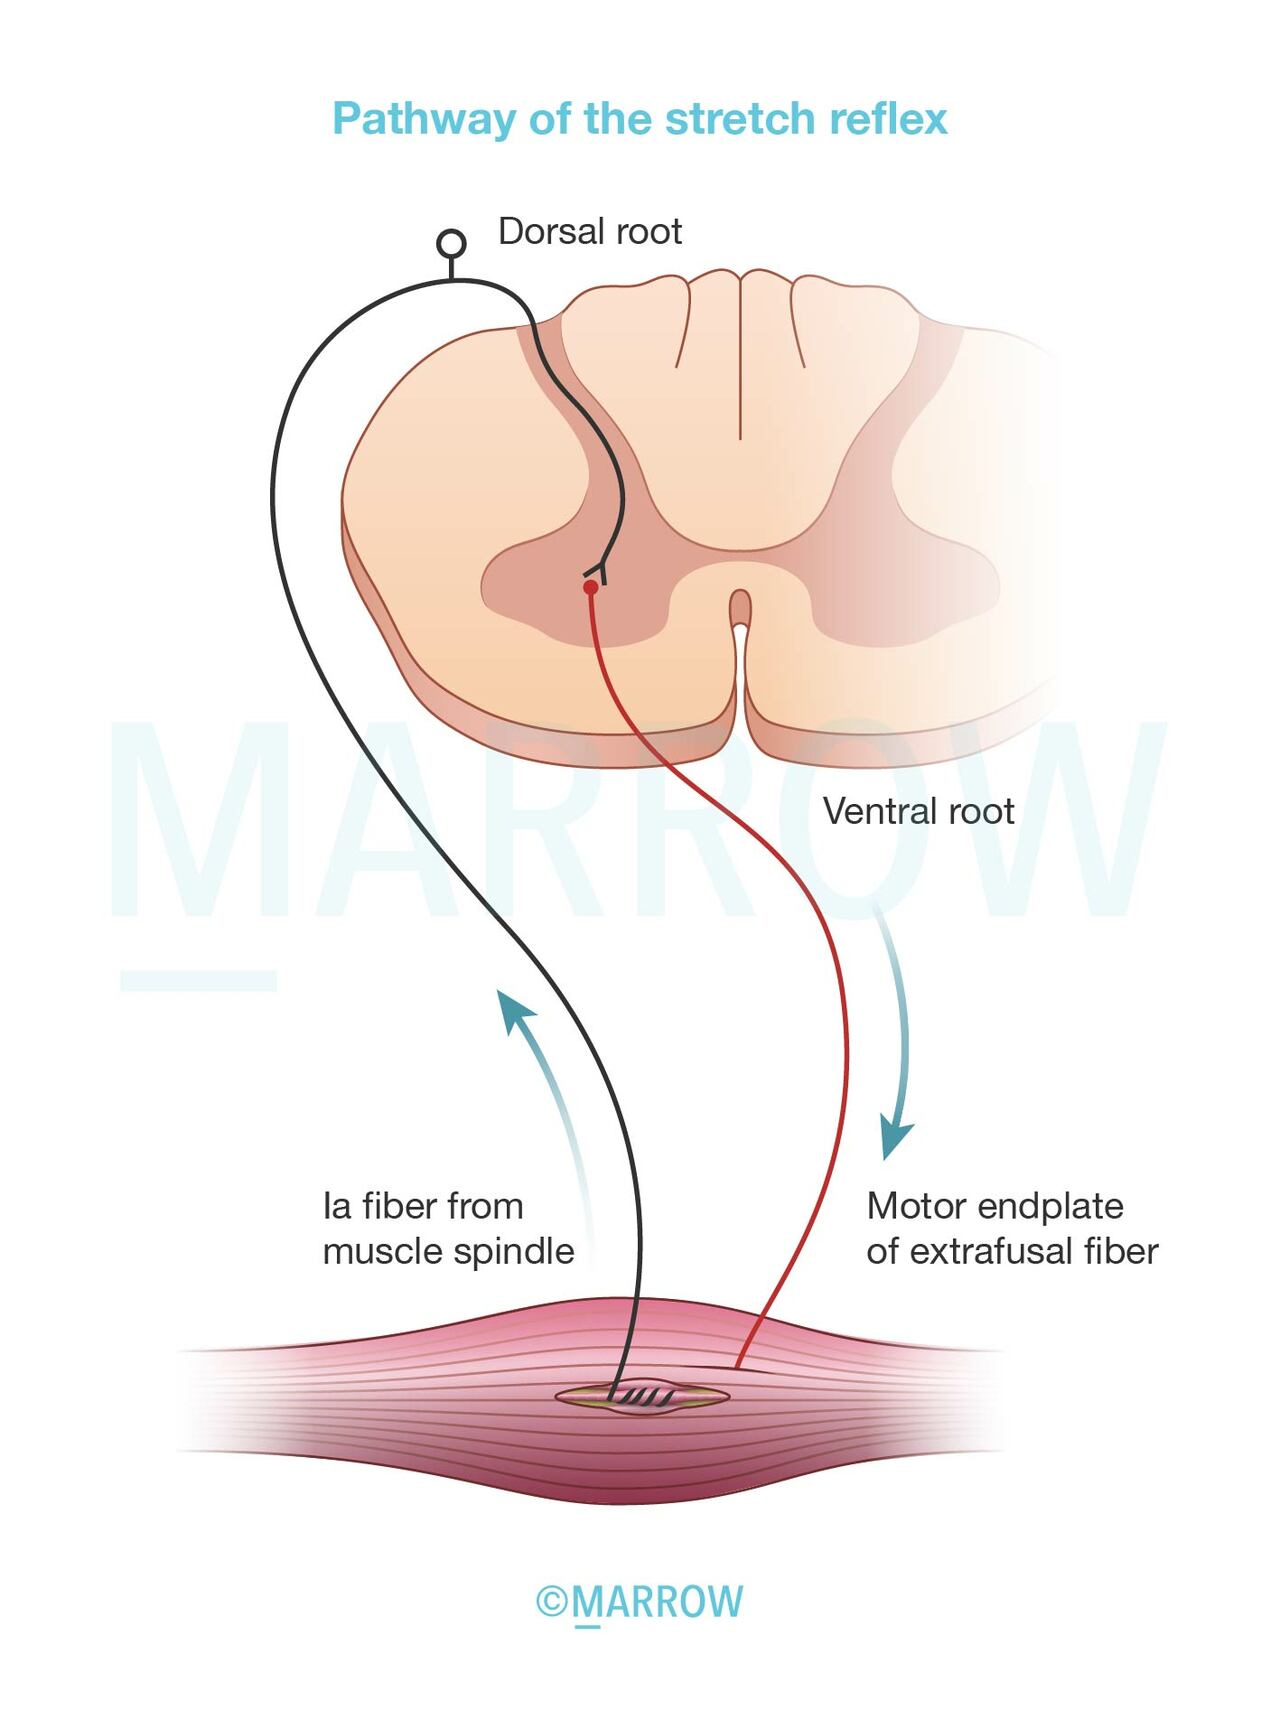 Pathway of the stretch reflex
Dorsal root
MARROW
Ventral root
Ia fiber from
muscle spindle
Motor endplate
of extrafusal fiber
©MARROW